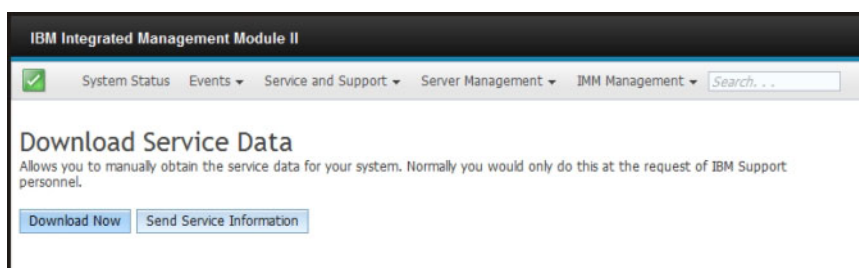 IBM Integrated Management Module II
System Status Events Service and Support Server Management IMM Management Search. . .
Download Service Data
Allows you to manually obtain the service data for your system. Normally you would only do this at the request of IBM Support
personnel.
Download Now Send Service Information